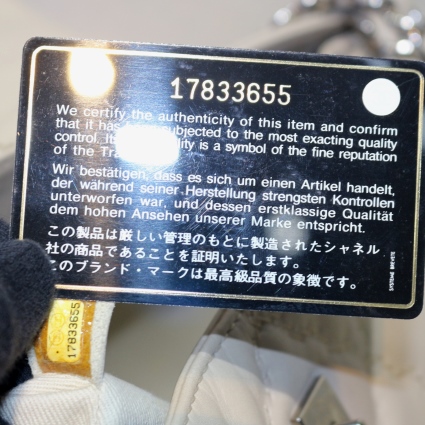 17833655
We certify the authenticity of this item and confirm
that it has subjected to the most exacting quality
control. is a symbol of the fine reputation
of the
Wir bestätigen, dass es sich um einen Artikel handelt,
der während seiner Herstellung strengsten Kontrollen
unterworfen war, und dessen erstklassige Qualität
dem hohen Ansehen unserer Marke entspricht.
この製品は厳しい管理のもとに製造されたシャネル
社の商品であることを証明いたします。
このブランド・マークは最高級品質の象徴です。
17833655